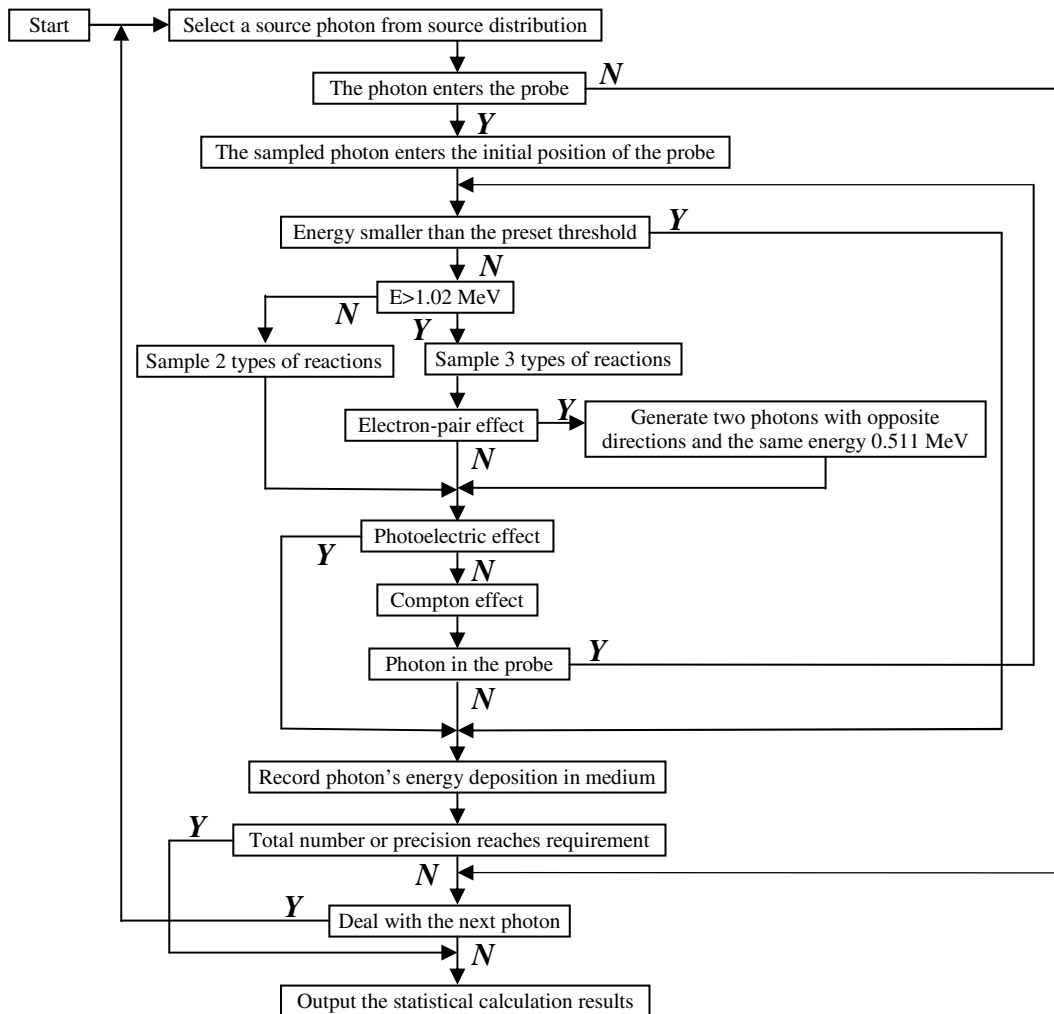 Start
Select a source photon from source distribution
The photon enters the probe
N
Y
The sampled photon enters the initial position of the probe
Energy smaller than the preset threshold
Y
N
E>1.02 MeV
N
Y
Sample 2 types of reactions
Sample 3 types of reactions
Electron-pair effect
Y
Generate two photons with opposite
directions and the same energy 0.511 MeV
N
Photoelectric effect
Y
N
Compton effect
Photon in the probe
Y
N
Record photon’s energy deposition in medium
Total number or precision reaches requirement
Y
N
Deal with the next photon
Y
N
Output the statistical calculation results